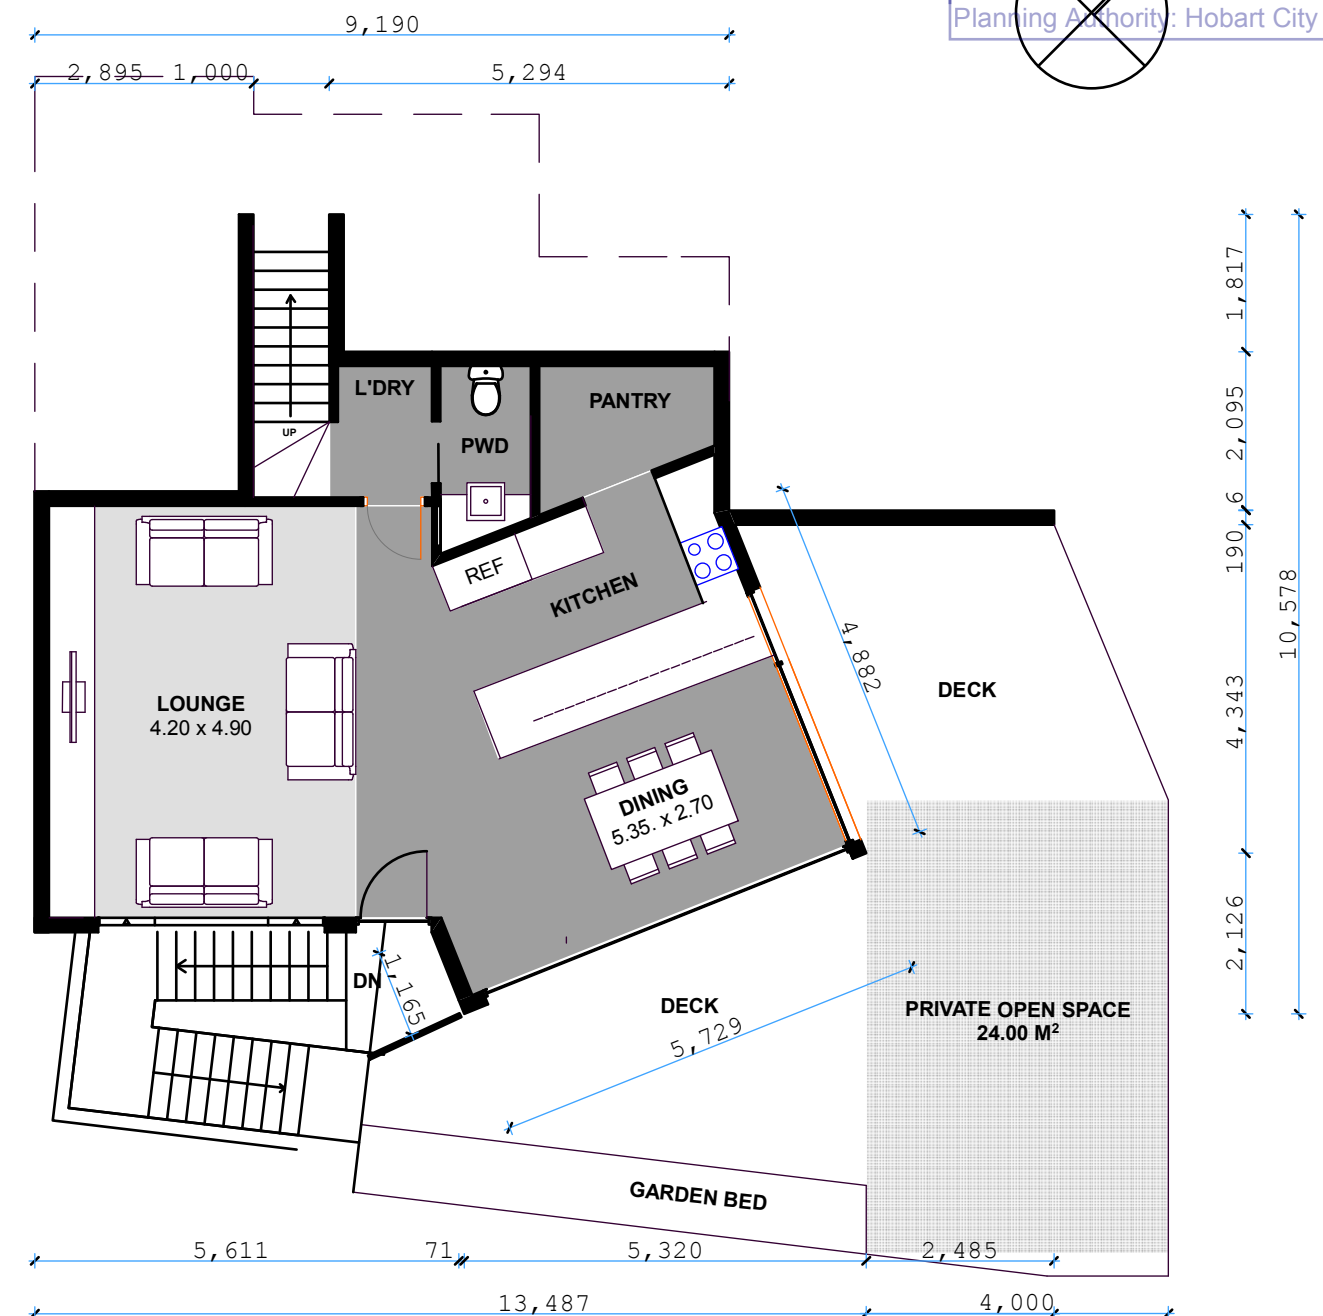 Planning Authority: Hobart City
9,190
2,895
1,000
5,294
1,817
2,095
6
190
10,578
4,343
2,126
L'DRY
PWD
PANTRY
UP
REF
KITCHEN
4,882
DECK
LOUNGE
4.20 x 4.90
DINING
5.35. x 2.70
DN
1,165
DECK
5,729
PRIVATE OPEN SPACE
24.00 M²
GARDEN BED
5,611
71
5,320
2,485
13,487
4,000